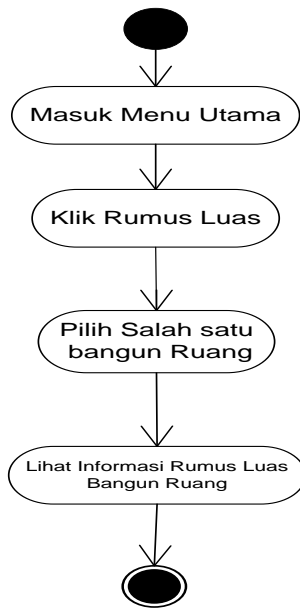 Masuk Menu Utama
Klik Rumus Luas
Pilih Salah satu
bangun Ruang
Lihat Informasi Rumus Luas
Bangun Ruang